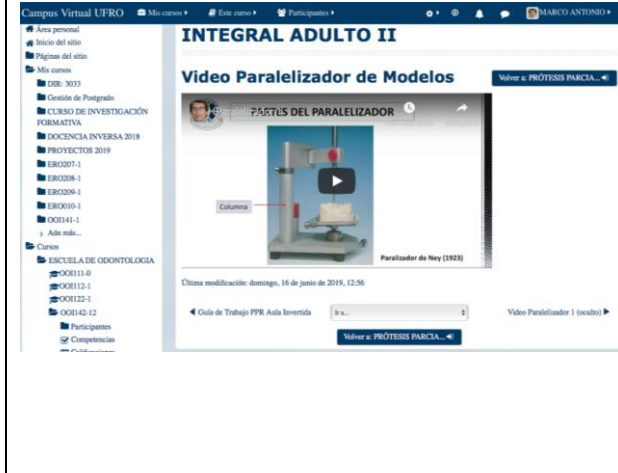 Campus Virtual UFRO Mis cursos Este curso Participantes MARCO ANTONIO
Área personal
Inicio del sitio
Páginas del sitio
Mis cursos
DIR: 3033
Gestión de Postgrado
CURSO DE INVESTIGACIÓN
FORMATIVA
DOCENCIA INVERSA 2018
PROYECTOS 2019
ERO207-1
ERO208-1
ERO209-1
ERO010-1
OOI141-1
Aún más...
Cursos
ESCUELA DE ODONTOLOGIA
OOI111-0
OOI112-1
OOI122-1
OOI142-12
Participantes
Competencias
Calificaciones
INTEGRAL ADULTO II
Video Paralelizador de Modelos
Volver a: PRÓTESIS PARCIA...
PARTES DEL PARALELIZADOR
Columna
Paralizador de Ney (1923)
Última modificación: domingo, 16 de junio de 2019, 12:56
Guía de Trabajo PPR Aula Invertida
Ir a...
Video Paralelizador 1 (oculto)
Volver a: PRÓTESIS PARCIA...